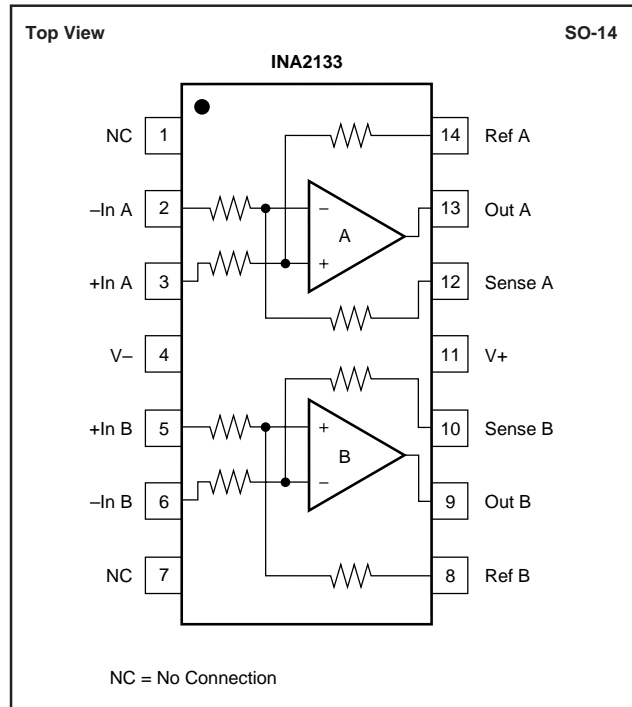 Top View SO-14
INA2133
NC 1 14 Ref A
–In A 2 – 13 Out A
A
+In A 3 + 12 Sense A
V– 4 11 V+
+In B 5 + 10 Sense B
B
–In B 6 – 9 Out B
NC 7 8 Ref B
NC = No Connection